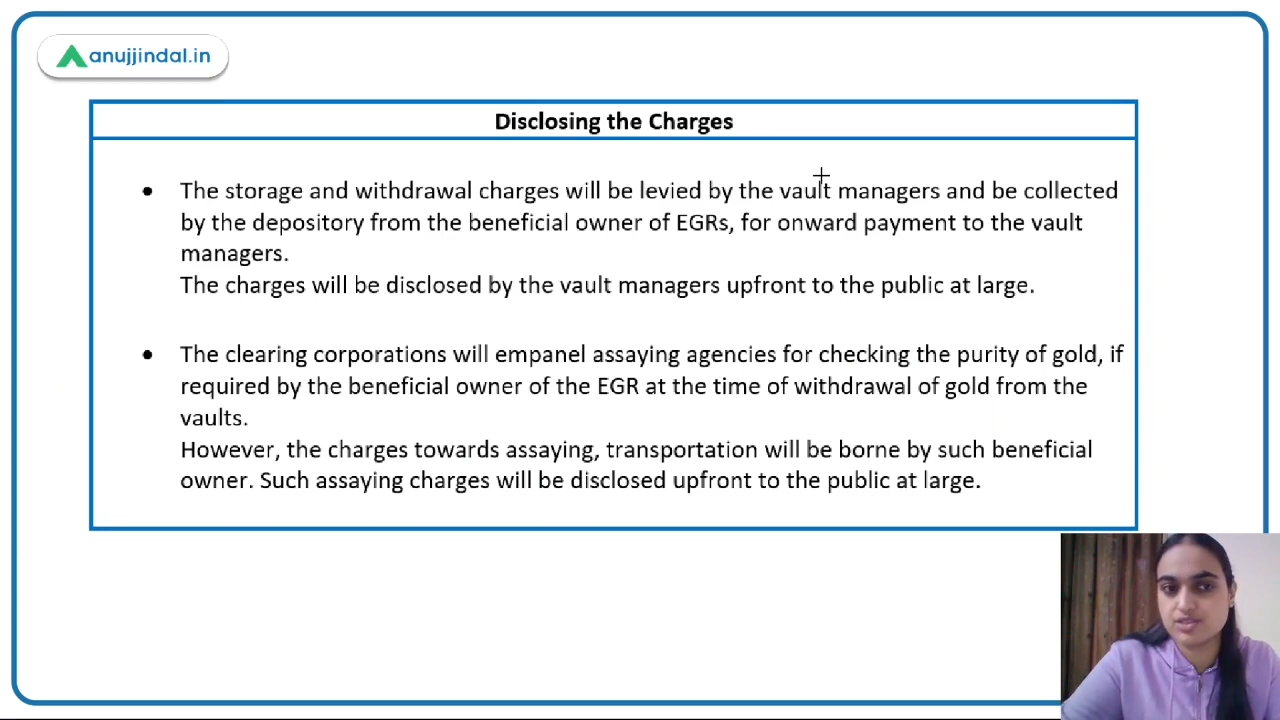 anujjindal.in
Disclosing the Charges
• The storage and withdrawal charges will be levied by the vault managers and be collected
by the depository from the beneficial owner of EGRs, for onward payment to the vault
managers.
The charges will be disclosed by the vault managers upfront to the public at large.
• The clearing corporations will empanel assaying agencies for checking the purity of gold, if
required by the beneficial owner of the EGR at the time of withdrawal of gold from the
vaults.
However, the charges towards assaying, transportation will be borne by such beneficial
owner. Such assaying charges will be disclosed upfront to the public at large.